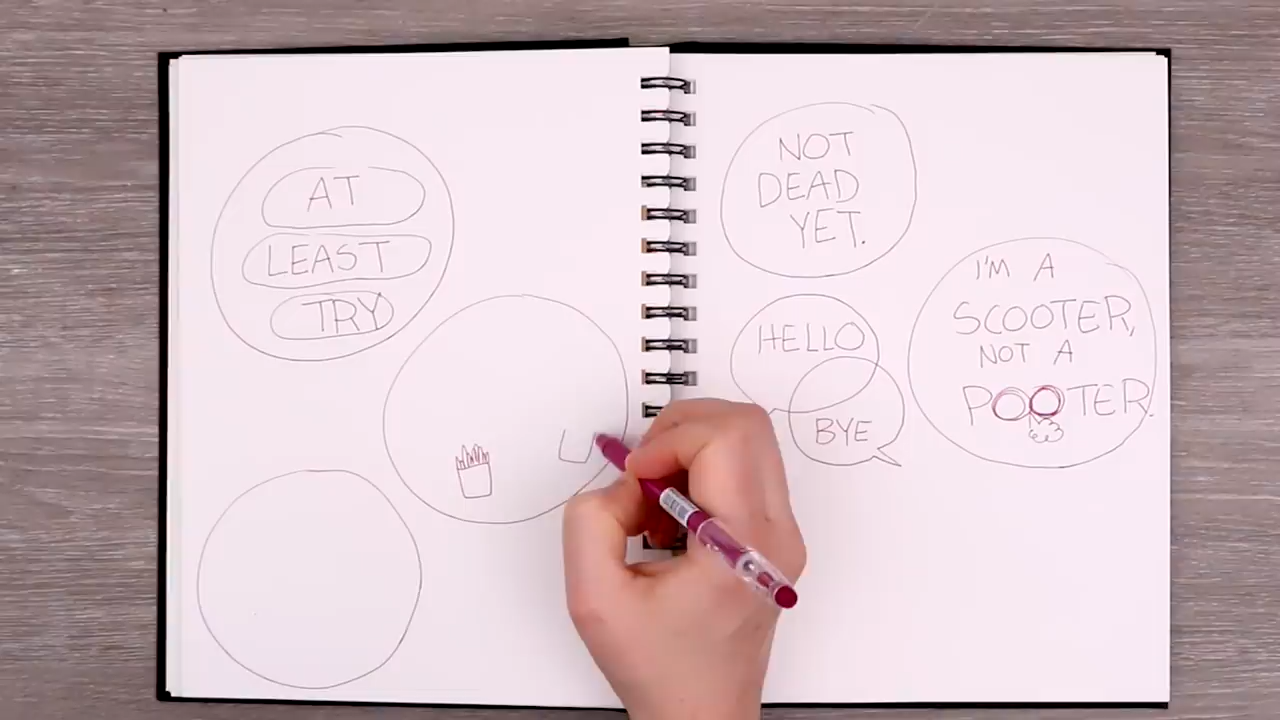 AT
LEAST
TRY
NOT
DEAD
YET.
HELLO
BYE
I'M A
SCOOTER,
NOT A
POOTER.